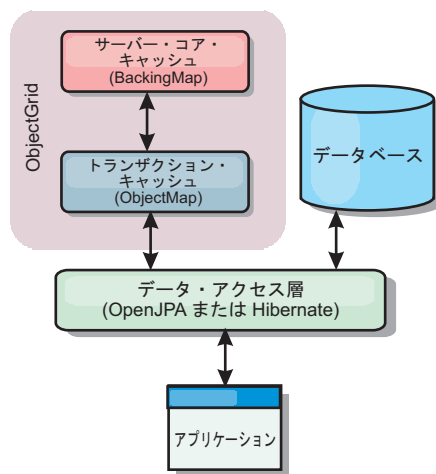 ObjectGrid
サーバー・コア・
キャッシュ
(BackingMap)
トランザクション・
キャッシュ
(ObjectMap)
データベース
データ・アクセス層
(OpenJPA または Hibernate)
アプリケーション